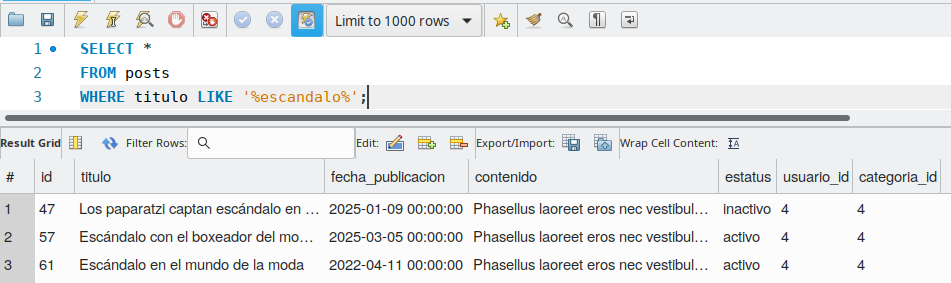 Limit to 1000 rows
1 SELECT *
2 FROM posts
3 WHERE titulo LIKE '%escandalo%';
Result Grid Filter Rows: Edit: Export/Import: Wrap Cell Content:
# id titulo fecha_publicacion contenido estatus usuario_id categoria_id
1 47 Los paparatzi captan escándalo en ... 2025-01-09 00:00:00 Phasellus laoreet eros nec vestibul... inactivo 4 4
2 57 Escándalo con el boxeador del mo... 2025-03-05 00:00:00 Phasellus laoreet eros nec vestibul... activo 4 4
3 61 Escándalo en el mundo de la moda 2022-04-11 00:00:00 Phasellus laoreet eros nec vestibul... activo 4 4